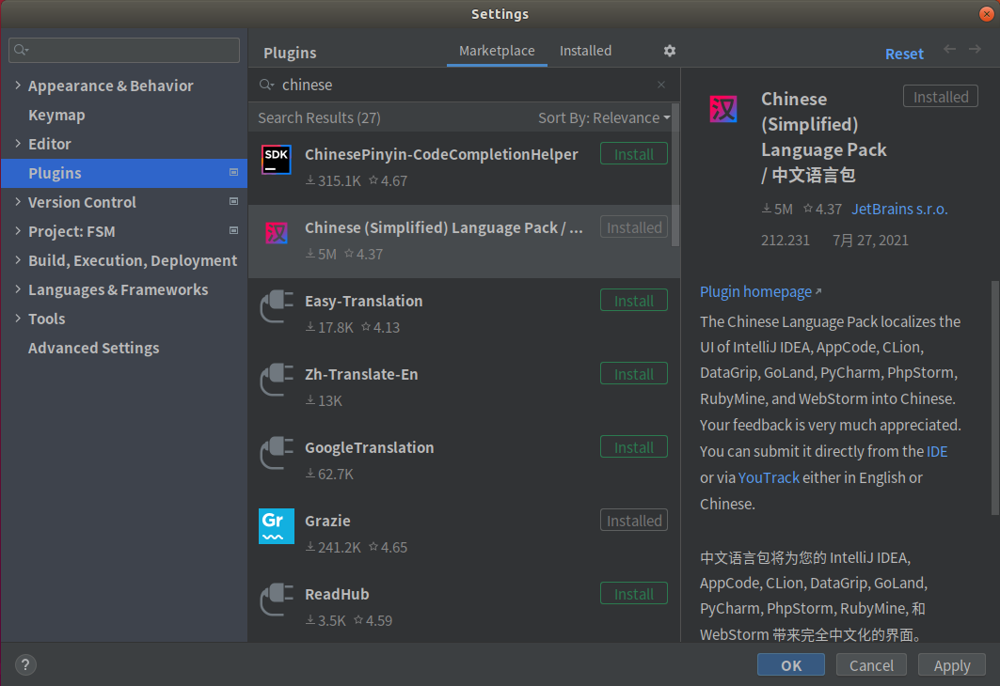 Settings
Appearance & Behavior
Keymap
Editor
Plugins
Version Control
Project: FSM
Build, Execution, Deployment
Languages & Frameworks
Tools
Advanced Settings
Plugins
Marketplace
Installed
Reset
chinese
Search Results (27)
Sort By: Relevance
SDK
ChinesePinyin-CodeCompletionHelper
Install
315.1K
4.67
汉
Chinese (Simplified) Language Pack / ...
Installed
5M
4.37
Easy-Translation
Install
17.8K
4.13
Zh-Translate-En
Install
13K
GoogleTranslation
Install
62.7K
Gr
Grazie
Installed
241.2K
4.65
ReadHub
Install
3.5K
4.59
汉
Chinese
(Simplified)
Language Pack
/ 中文语言包
Installed
5M
4.37
JetBrains s.r.o.
212.231
7月 27, 2021
Plugin homepage
The Chinese Language Pack localizes the
UI of IntelliJ IDEA, AppCode, CLion,
DataGrip, GoLand, PyCharm, PhpStorm,
RubyMine, and WebStorm into Chinese.
Your feedback is very much appreciated.
You can submit it directly from the IDE
or via YouTrack either in English or
Chinese.
中文语言包将为您的 IntelliJ IDEA,
AppCode, CLion, DataGrip, GoLand,
PyCharm, PhpStorm, RubyMine, 和
WebStorm 带来完全中文化的界面。
?
OK
Cancel
Apply